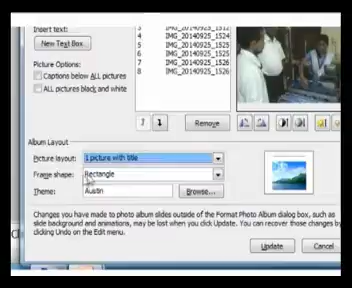 Insert text:
New Text Box
Picture Options:
Captions below ALL pictures
ALL pictures black and white
3 IMG_20140925_1512
4 IMG_20140925_1524
5 IMG_20140925_1525
6 IMG_20140925_1525
7 IMG_20140925_1526
8 IMG_20140925_1526
Remove
Album Layout
Picture layout: 1 picture with title
Frame shape: Rectangle
Theme: Austin Browse...
Changes you have made to photo album slides outside of the Format Photo Album dialog box, such as
slide background and animations, may be lost when you click Update. You can recover those changes by
clicking Undo on the Edit menu.
Update Cancel